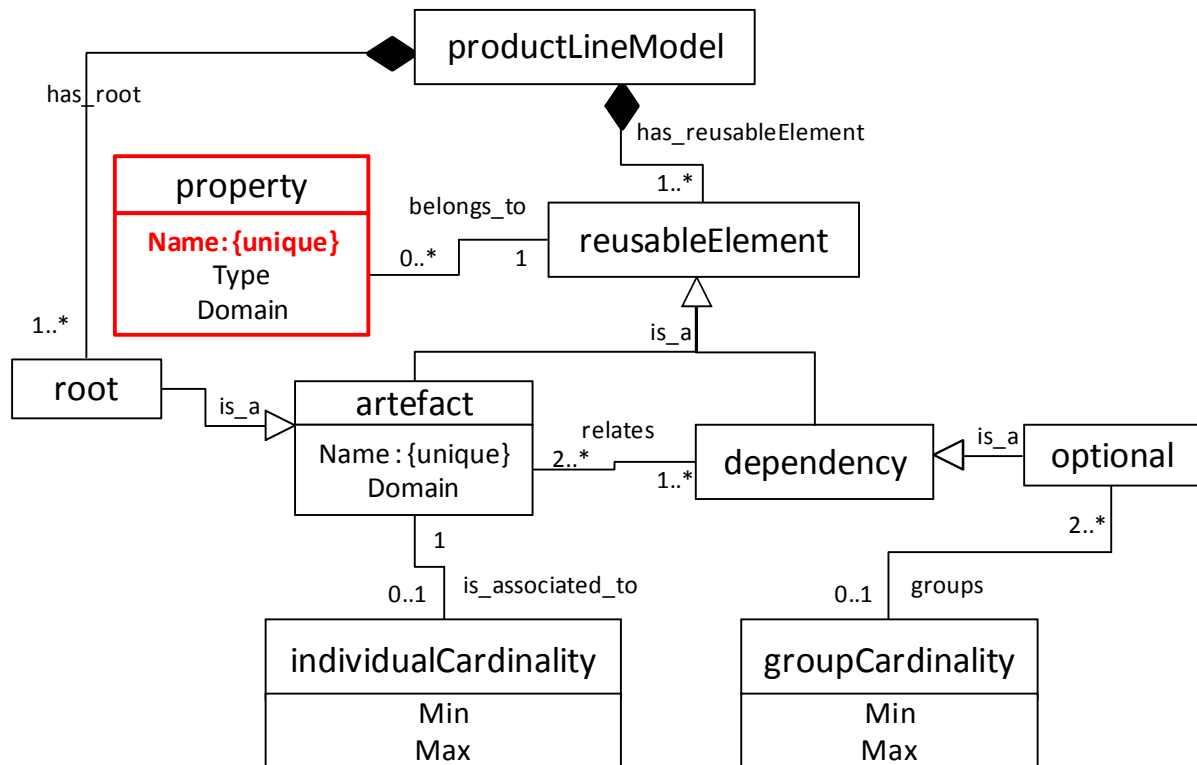 productLineModel
has_root
has_reusableElement
1..*
property
Name:{unique}
Type
Domain
belongs_to
0..*
1
reusableElement
is_a
1..*
root
is_a
artefact
Name : {unique}
Domain
relates
2..*
1..*
dependency
is_a
optional
1
0..1
is_associated_to
2..*
0..1
groups
individualCardinality
Min
Max
groupCardinality
Min
Max